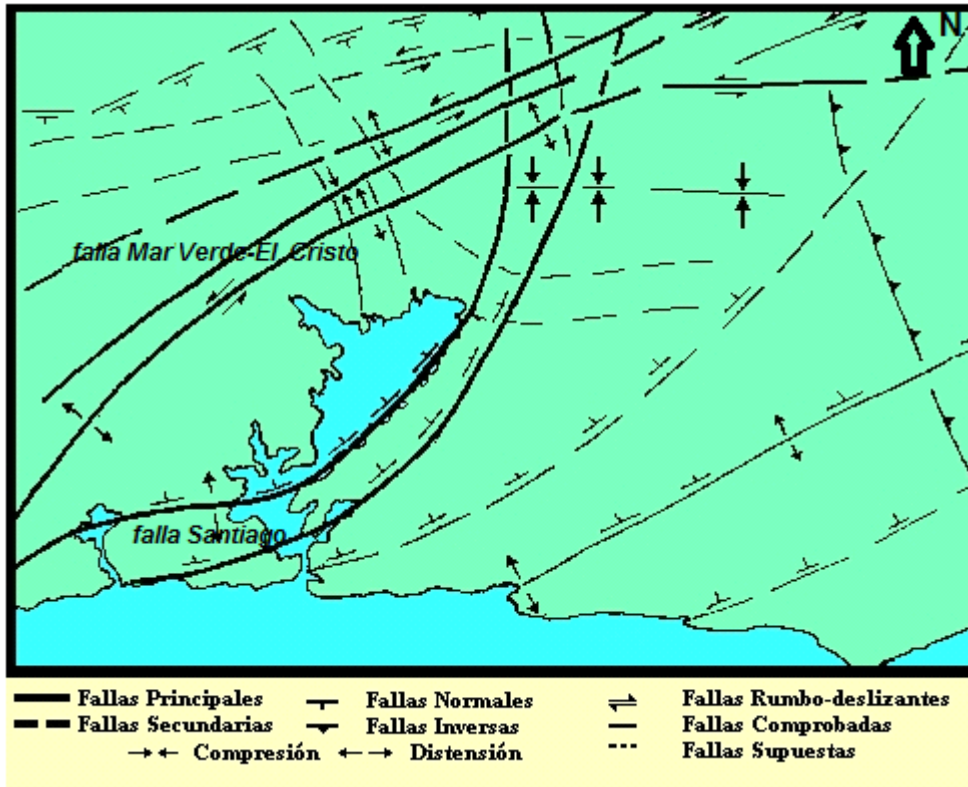 N
falla Mar Verde-El Cristo
falla Santiago
Fallas Principales
Fallas Normales
Fallas Rumbo-deslizantes
Fallas Secundarias
Fallas Inversas
Fallas Comprobadas
Compresión
Distensión
Fallas Supuestas